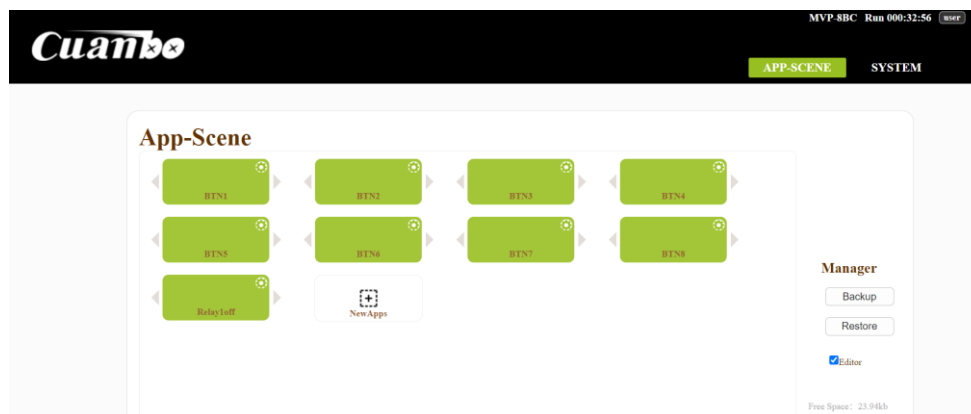 MVP-8BC Run 000:32:56 user
Cuanbo
APP-SCENE SYSTEM
App-Scene
BTN1 BTN2 BTN3 BTN4
BTN5 BTN6 BTN7 BTN8
Relay1off NewApps
Manager
Backup
Restore
Editor
Free Space: 23.94kb